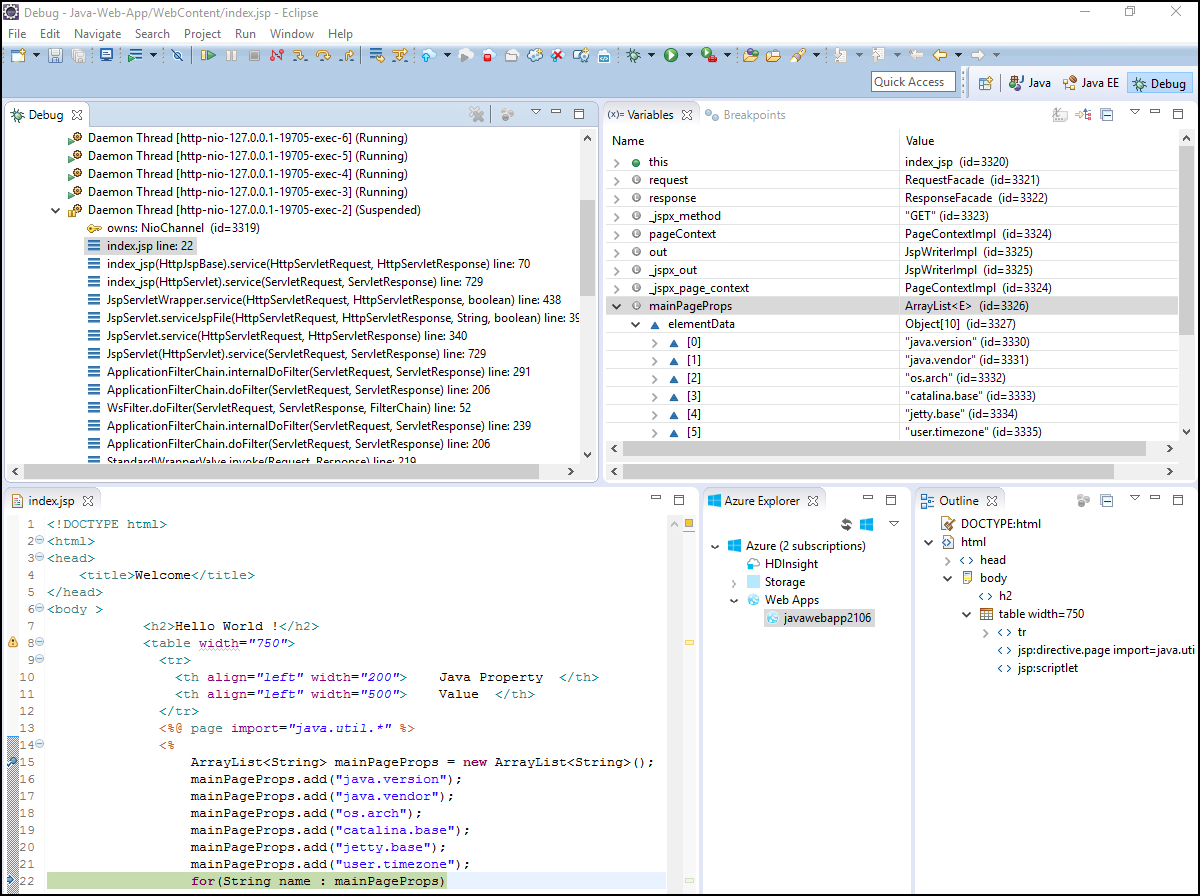 Debug - Java-Web-App/WebContent/index.jsp - Eclipse
File Edit Navigate Search Project Run Window Help
Quick Access Java Java EE Debug
Debug
Daemon Thread [http-nio-127.0.0.1-19705-exec-6] (Running)
Daemon Thread [http-nio-127.0.0.1-19705-exec-5] (Running)
Daemon Thread [http-nio-127.0.0.1-19705-exec-4] (Running)
Daemon Thread [http-nio-127.0.0.1-19705-exec-3] (Running)
Daemon Thread [http-nio-127.0.0.1-19705-exec-2] (Suspended)
owns: NioChannel (id=3319)
index.jsp line: 22
index_jsp(HttpJspBase).service(HttpServletRequest, HttpServletResponse) line: 70
index_jsp(HttpServlet).service(ServletRequest, ServletResponse) line: 729
JspServletWrapper.service(HttpServletRequest, HttpServletResponse, boolean) line: 438
JspServlet.serviceJspFile(HttpServletRequest, HttpServletResponse, String, boolean) line: 39
JspServlet.service(HttpServletRequest, HttpServletResponse) line: 340
JspServlet(HttpServlet).service(ServletRequest, ServletResponse) line: 729
ApplicationFilterChain.internalDoFilter(ServletRequest, ServletResponse) line: 291
ApplicationFilterChain.doFilter(ServletRequest, ServletResponse) line: 206
WsFilter.doFilter(ServletRequest, ServletResponse, FilterChain) line: 52
ApplicationFilterChain.internalDoFilter(ServletRequest, ServletResponse) line: 239
ApplicationFilterChain.doFilter(ServletRequest, ServletResponse) line: 206
StandardWrapperValve.invoke(Request, Response) line: 219
(x)= Variables Breakpoints
Name Value
this index_jsp (id=3320)
request RequestFacade (id=3321)
response ResponseFacade (id=3322)
_jspx_method "GET" (id=3323)
pageContext PageContextImpl (id=3324)
out JspWriterImpl (id=3325)
_jspx_out JspWriterImpl (id=3325)
_jspx_page_context PageContextImpl (id=3324)
mainPageProps ArrayList<E> (id=3326)
elementData Object[10] (id=3327)
[0] "java.version" (id=3330)
[1] "java.vendor" (id=3331)
[2] "os.arch" (id=3332)
[3] "catalina.base" (id=3333)
[4] "jetty.base" (id=3334)
[5] "user.timezone" (id=3335)
index.jsp
1 <!DOCTYPE html>
2 <html>
3 <head>
4 <title>Welcome</title>
5 </head>
6 <body >
7 <h2>Hello World !</h2>
8 <table width="750">
9 <tr>
10 <th align="left" width="200"> Java Property </th>
11 <th align="left" width="500"> Value </th>
12 </tr>
13 <%@ page import="java.util.*" %>
14 <%
15 ArrayList<String> mainPageProps = new ArrayList<String>();
16 mainPageProps.add("java.version");
17 mainPageProps.add("java.vendor");
18 mainPageProps.add("os.arch");
19 mainPageProps.add("catalina.base");
20 mainPageProps.add("jetty.base");
21 mainPageProps.add("user.timezone");
22 for(String name : mainPageProps)
Azure Explorer
Azure (2 subscriptions)
HDInsight
Storage
Web Apps
javawebapp2106
Outline
DOCTYPE:html
html
head
body
h2
table width=750
tr
jsp:directive.page import=java.uti
jsp:scriptlet